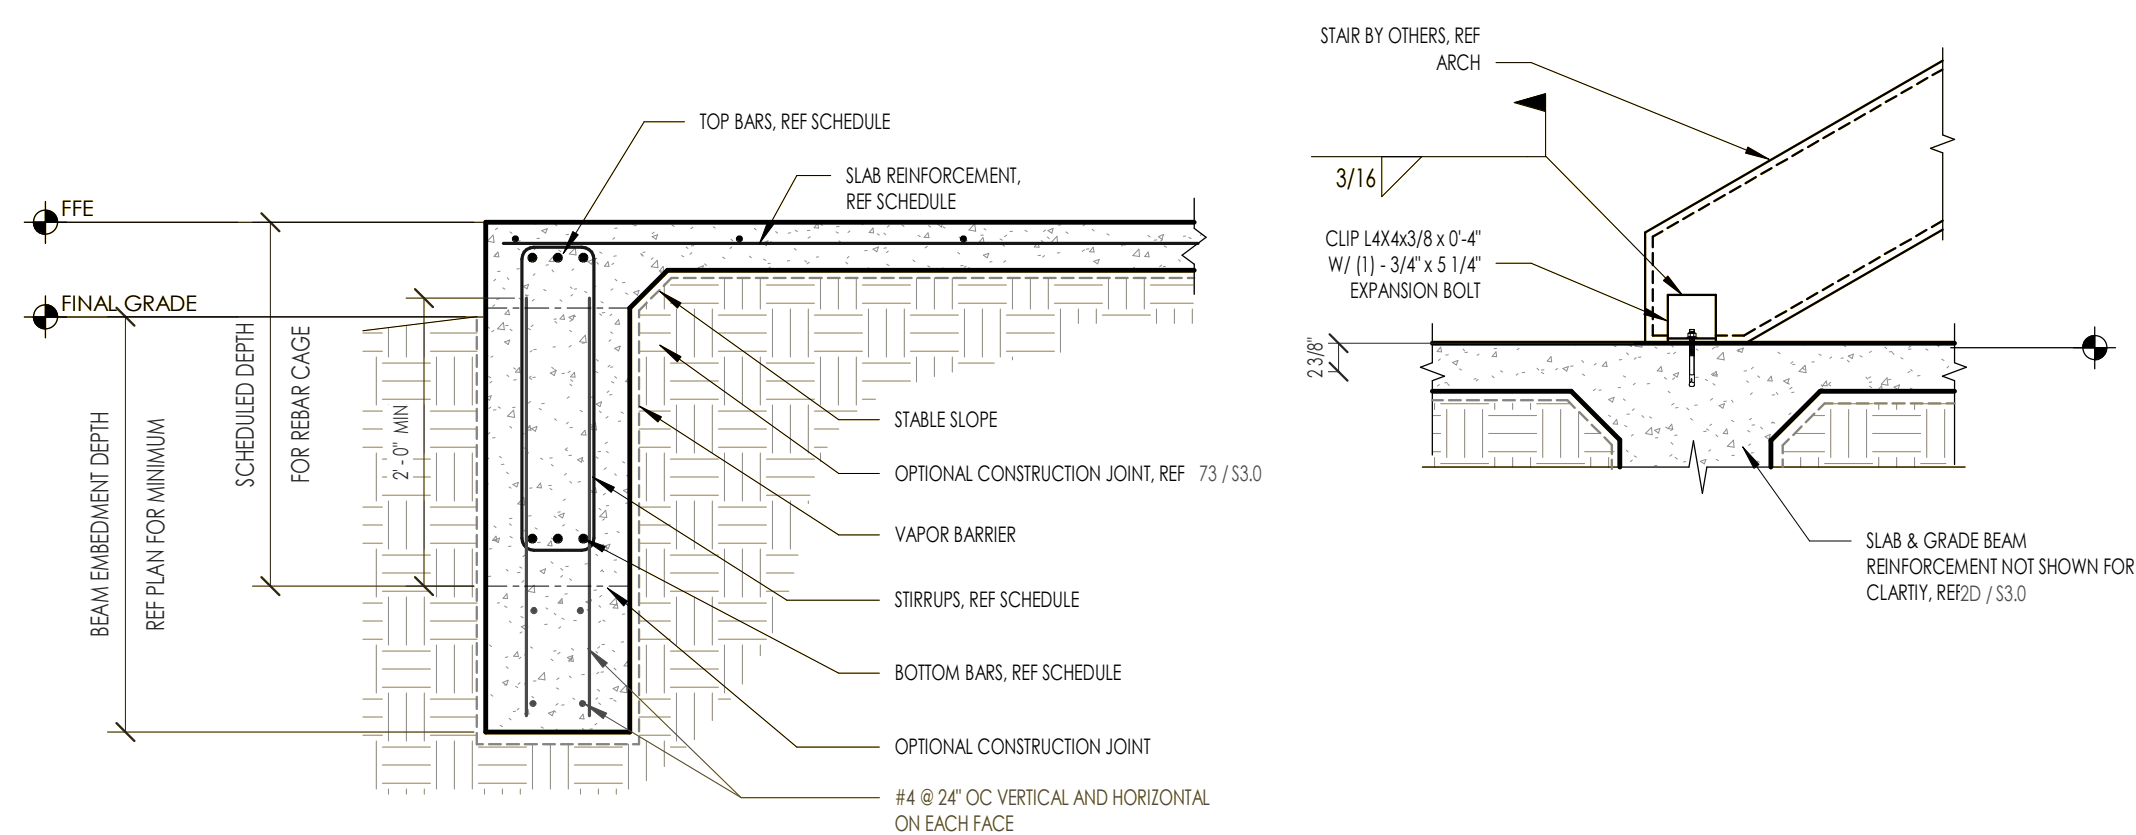 TOP BARS, REF SCHEDULE
SLAB REINFORCEMENT,
REF SCHEDULE
FFE
FINAL GRADE
BEAM EMBEDMENT DEPTH
REF PLAN FOR MINIMUM
SCHEDULED DEPTH
FOR REBAR CAGE
2'-0" MIN
STABLE SLOPE
OPTIONAL CONSTRUCTION JOINT, REF 73 / S3.0
VAPOR BARRIER
STIRRUPS, REF SCHEDULE
BOTTOM BARS, REF SCHEDULE
OPTIONAL CONSTRUCTION JOINT
#4 @ 24" OC VERTICAL AND HORIZONTAL
ON EACH FACE
STAIR BY OTHERS, REF
ARCH
3/16
CLIP L4X4x3/8 x 0'-4"
W/ (1) - 3/4" x 5 1/4"
EXPANSION BOLT
2 3/8"
SLAB & GRADE BEAM
REINFORCEMENT NOT SHOWN FOR
CLARTIY, REF 2D / S3.0